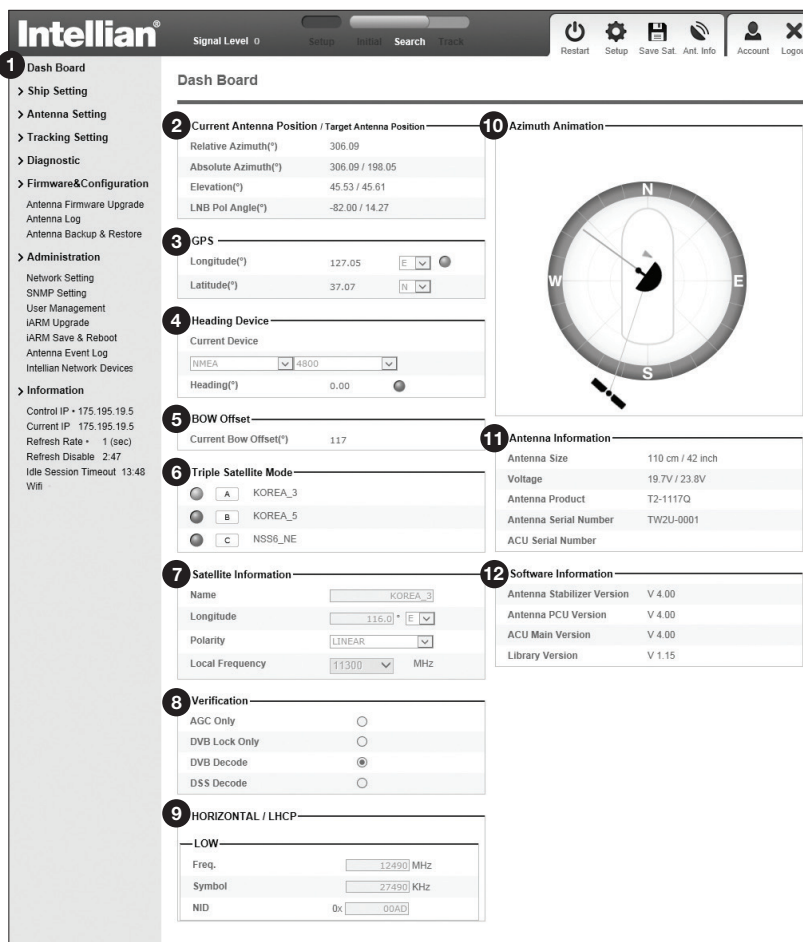 Intellian®
Signal Level 0
Setup Initial Search Track
Restart Setup Save Sat. Ant. Info Account
1 Dash Board
> Ship Setting
> Antenna Setting
> Tracking Setting
> Diagnostic
> Firmware&Configuration
Antenna Firmware Upgrade
Antenna Log
Antenna Backup & Restore
> Administration
Network Setting
SNMP Setting
User Management
iARM Upgrade
iARM Save & Reboot
Antenna Event Log
Intellian Network Devices
> Information
Control IP • 175.195.19.5
Current IP 175.195.19.5
Refresh Rate • 1 (sec)
Refresh Disable 2:47
Idle Session Timeout 13:48
Wifi
Dash Board
2 Current Antenna Position / Target Antenna Position
Relative Azimuth(°) 306.09
Absolute Azimuth(°) 306.09 / 198.05
Elevation(°) 45.53 / 45.61
LNB Pol Angle(°) -82.00 / 14.27
3 GPS
Longitude(°) 127.05 E
Latitude(°) 37.07 N
4 Heading Device
Current Device
NMEA 4800
Heading(°) 0.00
5 BOW Offset
Current Bow Offset(°) 117
6 Triple Satellite Mode
A KOREA_3
B KOREA_5
C NSS6_NE
7 Satellite Information
Name KOREA_3
Longitude 116.0 * E
Polarity LINEAR
Local Frequency 11300 MHz
8 Verification
AGC Only
DVB Lock Only
DVB Decode
DSS Decode
9 HORIZONTAL / LHCP
LOW
Freq. 12490 MHz
Symbol 27490 KHz
NID 0x 00AD
10 Azimuth Animation
N
W E
S
11 Antenna Information
Antenna Size 110 cm / 42 inch
Voltage 19.7V / 23.8V
Antenna Product T2-1117Q
Antenna Serial Number TW2U-0001
ACU Serial Number
12 Software Information
Antenna Stabilizer Version V 4.00
Antenna PCU Version V 4.00
ACU Main Version V 4.00
Library Version V 1.15